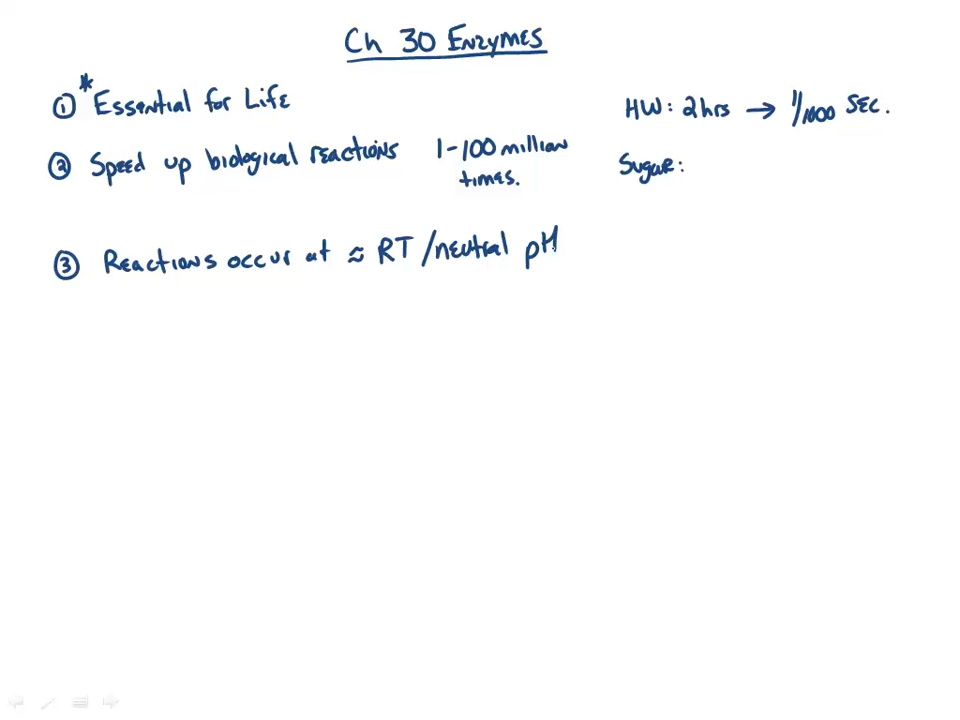 Ch 30 Enzymes
① *Essential for Life
HW: 2hrs → 1/1000 SEC.
② Speed up biological reactions 1-100 million times.
Sugar:
③ Reactions occur at ≈ RT/neutral pH